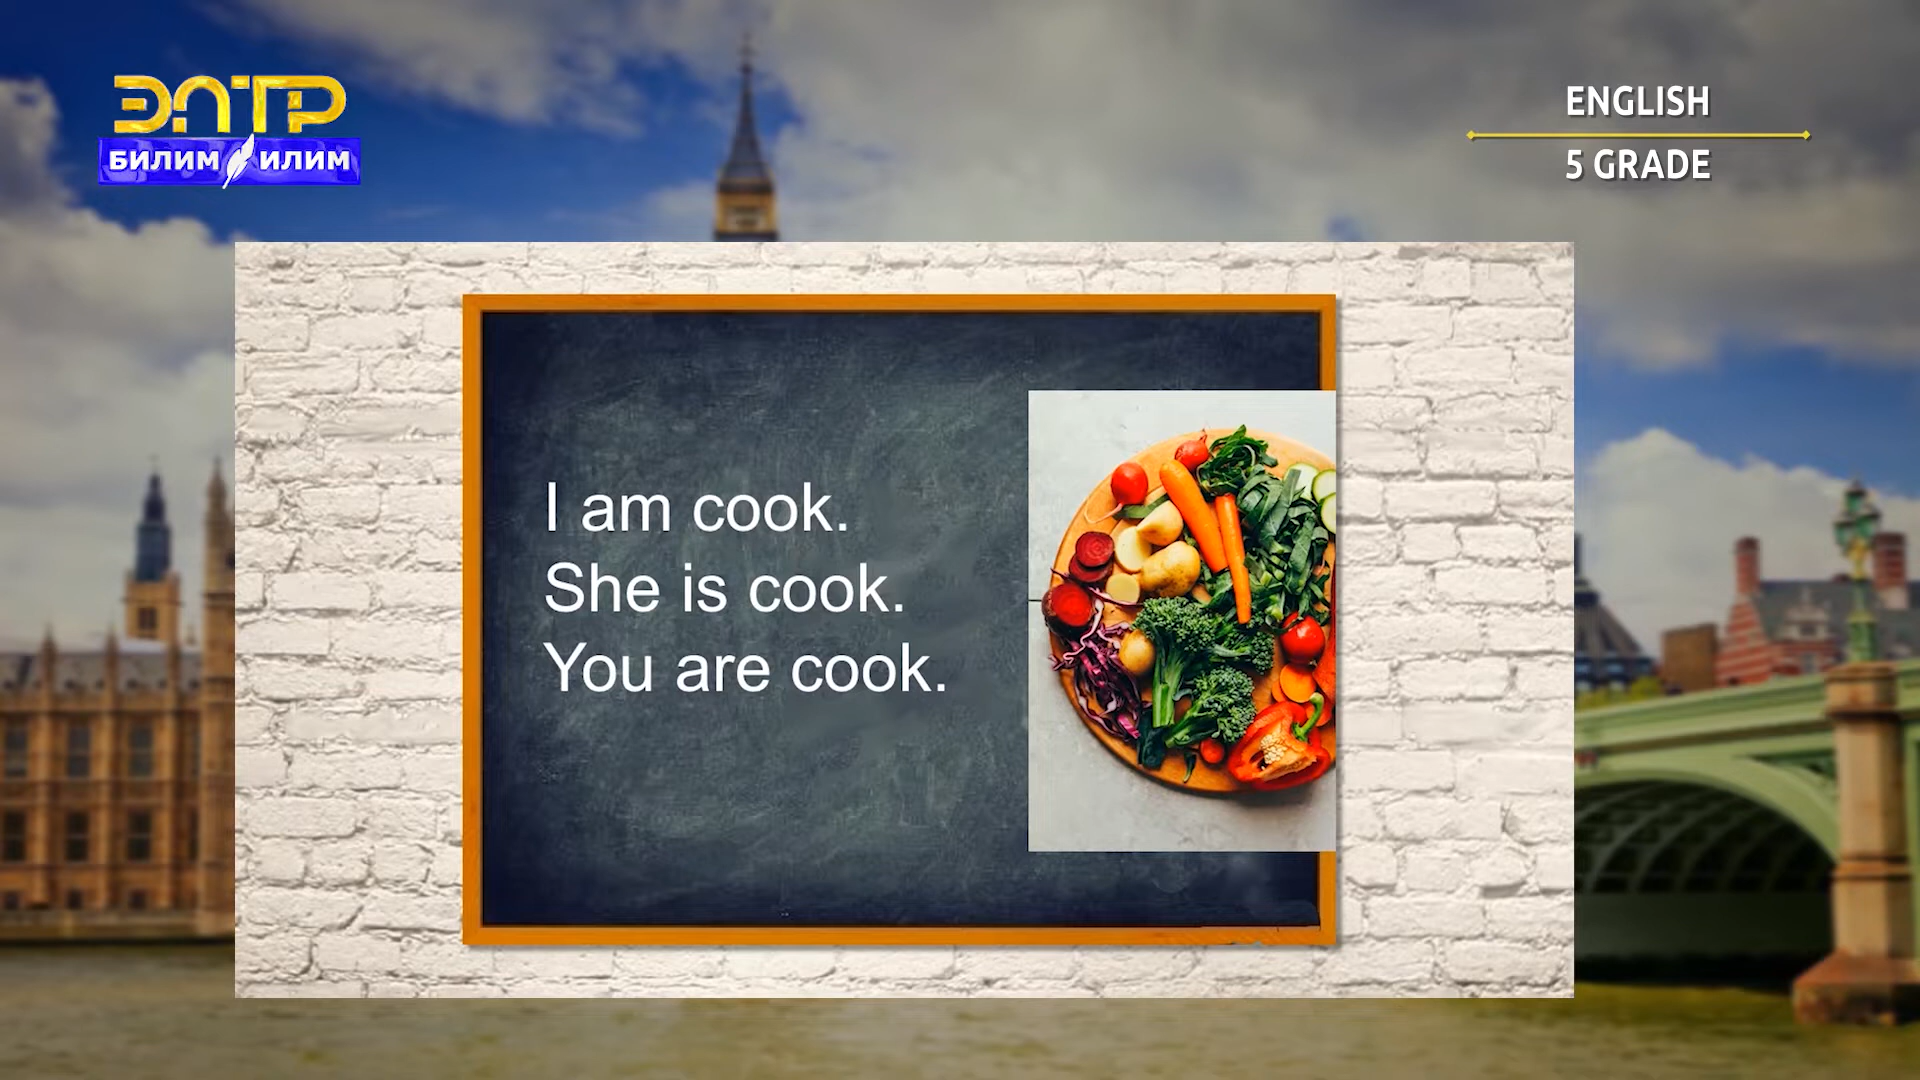 ЭЛТР
БИЛИМ ИЛИМ
ENGLISH
5 GRADE
I am cook.
She is cook.
You are cook.